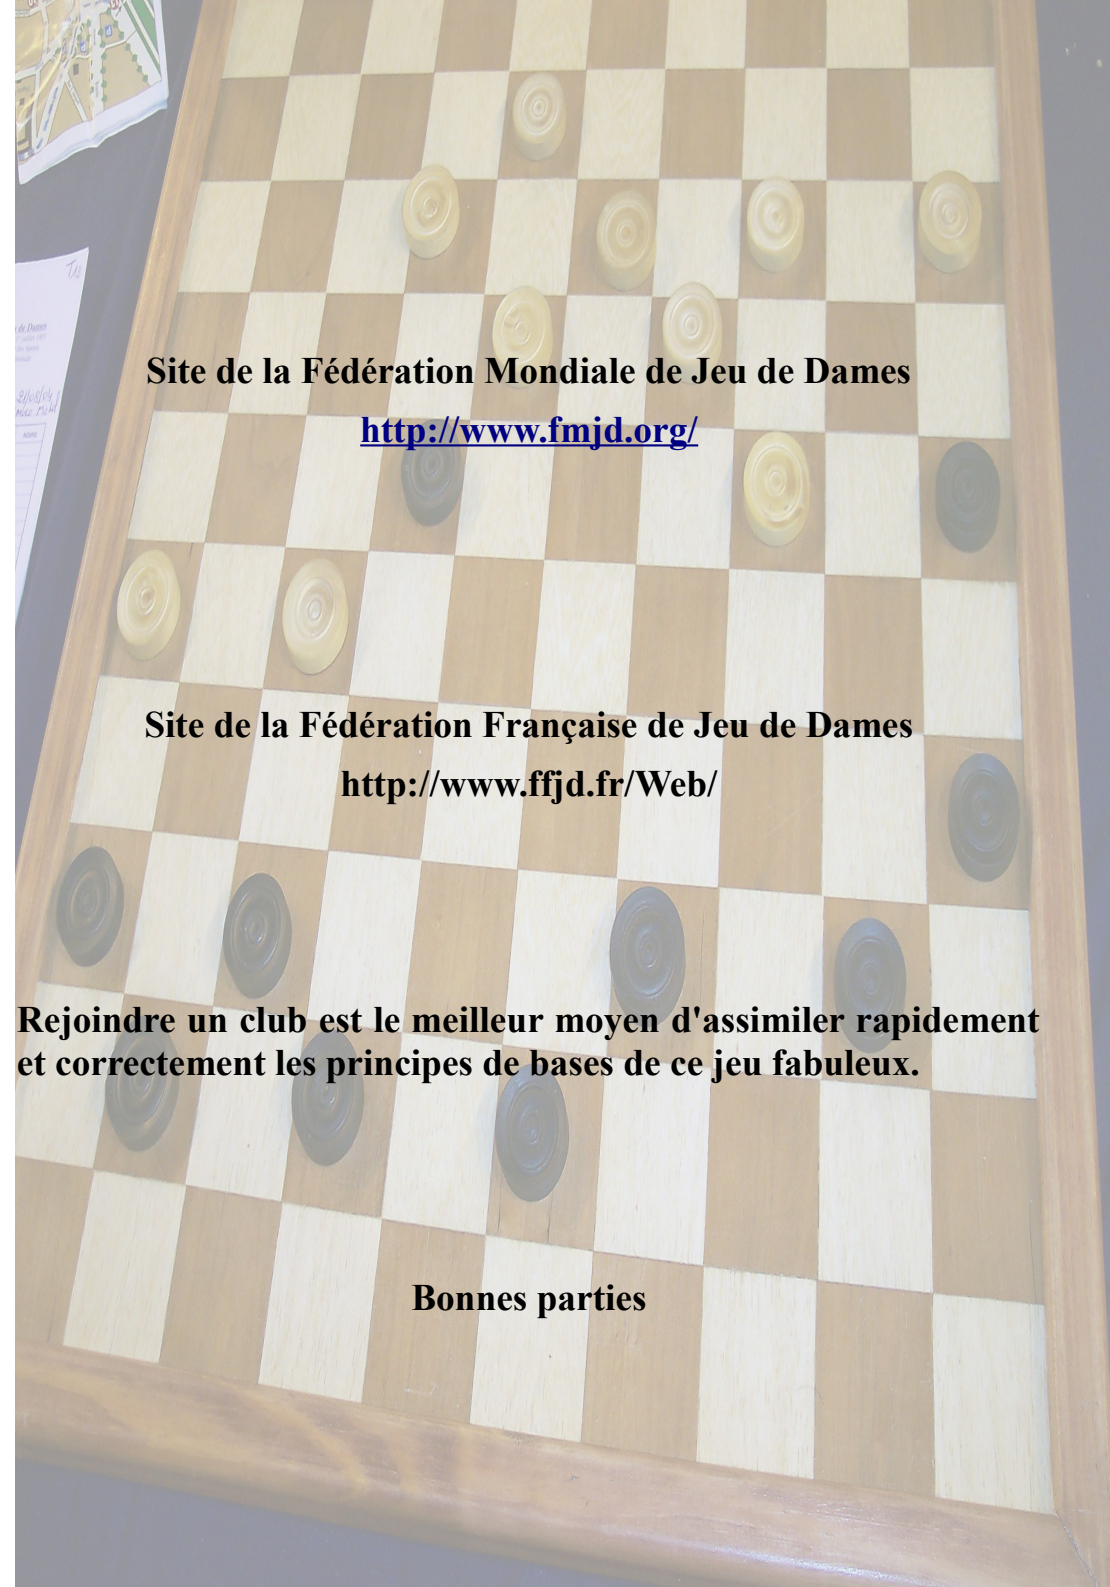 T12
Site de la Fédération Mondiale de Jeu de Dames
http://www.fmjd.org/
Site de la Fédération Française de Jeu de Dames
http://www.ffjd.fr/Web/
Rejoindre un club est le meilleur moyen d'assimiler rapidement
et correctement les principes de bases de ce jeu fabuleux.
Bonnes parties